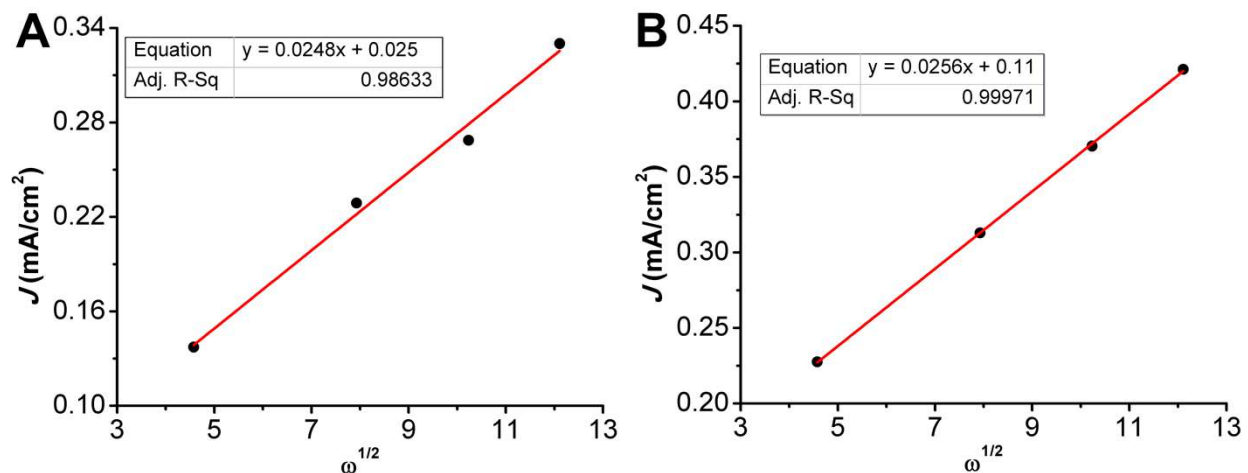 A
Equation y = 0.0248x + 0.025
Adj. R-Sq 0.98633
0.34
0.28
0.22
0.16
0.10
J (mA/cm²)
3 5 7 9 11 13
ω^1/2
B
Equation y = 0.0256x + 0.11
Adj. R-Sq 0.99971
0.45
0.40
0.35
0.30
0.25
0.20
J (mA/cm²)
3 5 7 9 11 13
ω^1/2